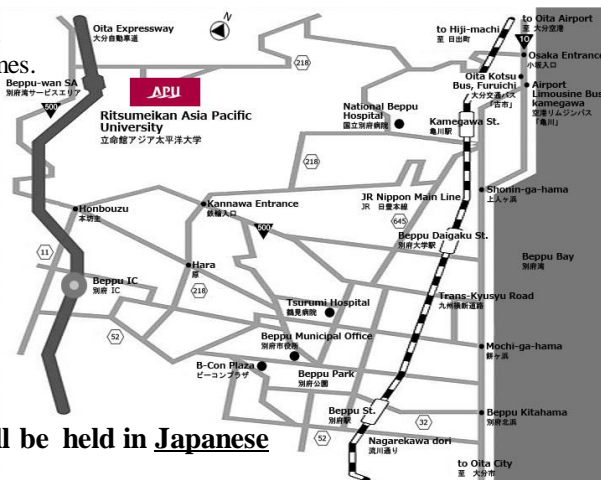 Oita Expressway
大分自動車道
mes.
Beppu-wan SA
別府湾サービスエリア
500
APU
Ritsumeikan Asia Pacific
University
立命館アジア太平洋大学
N
218
to Hiji-machi
至 日出町
to Oita Airport
至 大分空港
10
Osaka Entrance
小坂入口
Oita Kotsu
Bus, Furuichi
大分交通バス
「古市」
Airport
Limousine Bus
kamegawa
空港リムジンバス
「亀川」
National Beppu
Hospital
国立別府病院
Kamegawa St.
亀川駅
218
Honbouzu
本坊主
Kannawa Entrance
鉄輪入口
500
JR Nippon Main Line
JR 日豊本線
Shonin-ga-hama
上人ヶ浜
645
Beppu Daigaku St.
別府大学駅
Beppu Bay
別府湾
11
Hara
原
Beppu IC
別府 IC
218
Trans-Kyusyu Road
九州横断道路
Tsurumi Hospital
鶴見病院
52
Beppu Municipal Office
別府市役所
Mochi-ga-hama
餅ヶ浜
B-Con Plaza
ビーコンプラザ
Beppu Park
別府公園
Beppu St.
別府駅
Beppu Kitahama
別府北浜
32
52
Nagarekawa dori
流川通り
ll be held in Japanese
to Oita City
至 大分市